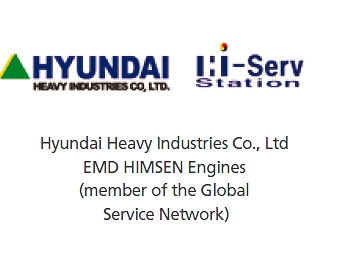 HYUNDAI
HEAVY INDUSTRIES CO, LTD.
Hi-Serv
Station
Hyundai Heavy Industries Co., Ltd
EMD HIMSEN Engines
(member of the Global
Service Network)